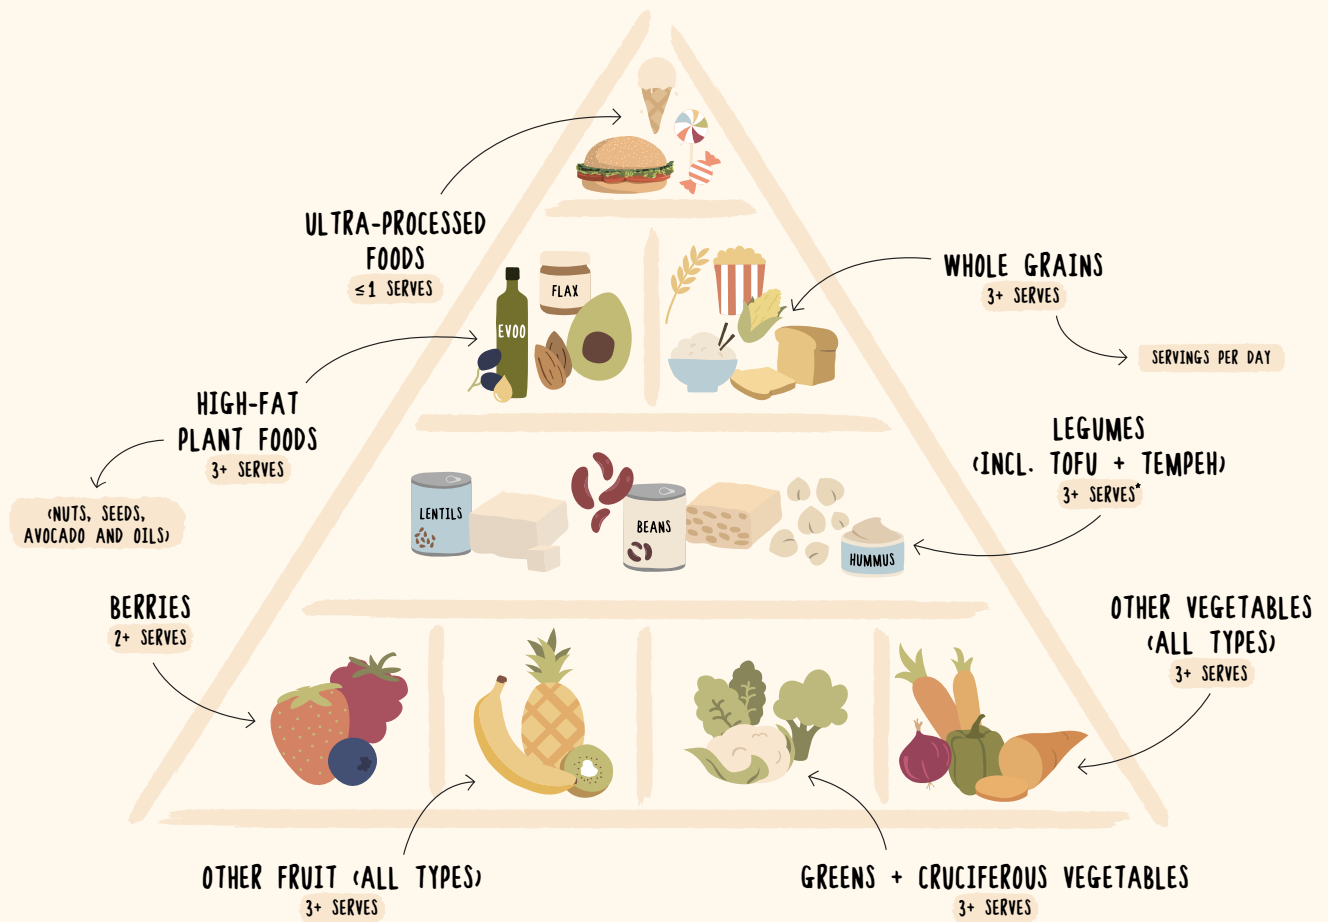 ULTRA-PROCESSED
FOODS
≤1 SERVES
WHOLE GRAINS
3+ SERVES
SERVINGS PER DAY
FLAX
EVOO
HIGH-FAT
PLANT FOODS
3+ SERVES
(NUTS, SEEDS,
AVOCADO AND OILS)
LEGUMES
(INCL. TOFU + TEMPEH)
3+ SERVES*
LENTILS
BEANS
HUMMUS
BERRIES
2+ SERVES
OTHER VEGETABLES
(ALL TYPES)
3+ SERVES
OTHER FRUIT (ALL TYPES)
3+ SERVES
GREENS + CRUCIFEROUS VEGETABLES
3+ SERVES